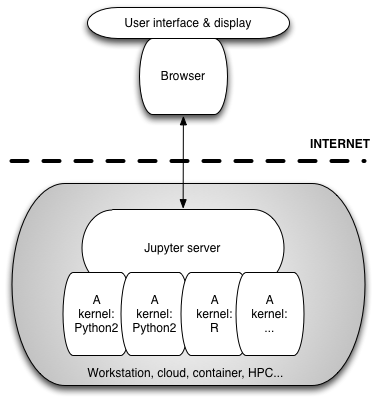 User interface & display
Browser
INTERNET
Jupyter server
A
kernel:
Python2
A
kernel:
Python2
A
kernel:
R
A
kernel:
...
Workstation, cloud, container, HPC...